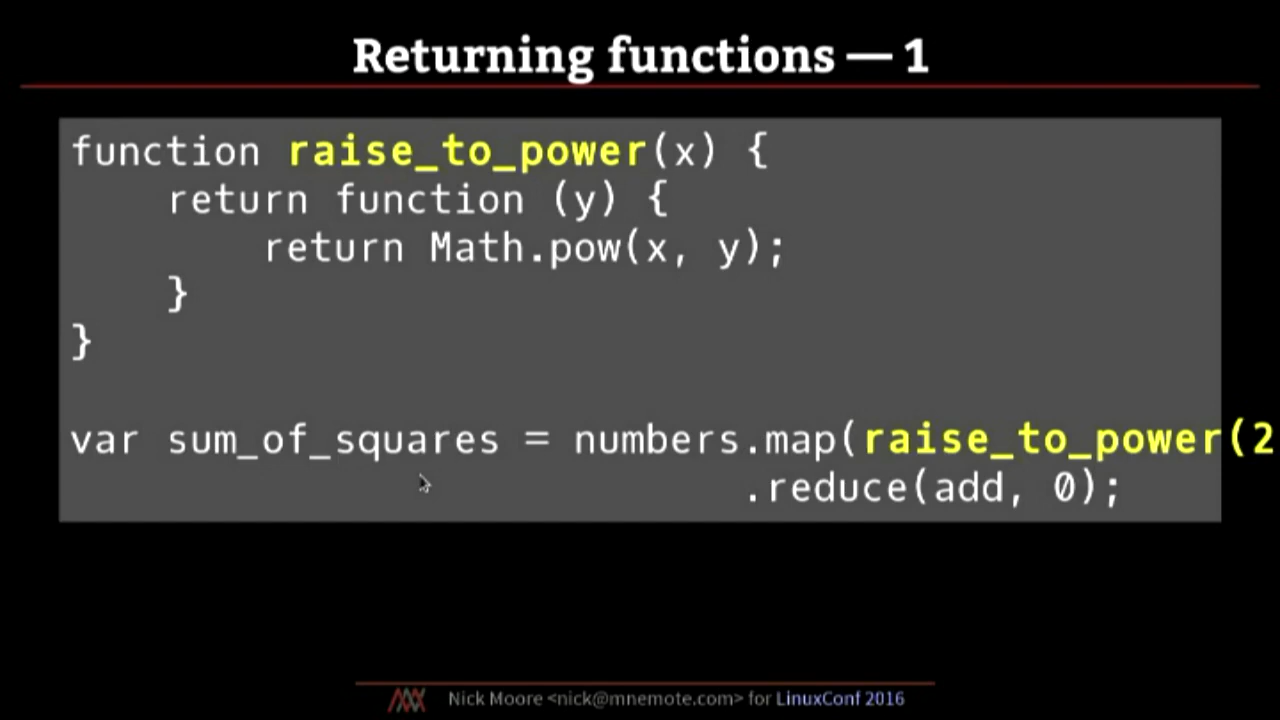 Returning functions — 1
function raise_to_power(x) {
    return function (y) {
        return Math.pow(x, y);
    }
}
var sum_of_squares = numbers.map(raise_to_power(2
                            .reduce(add, 0);
Nick Moore <nick@mnemote.com> for LinuxConf 2016